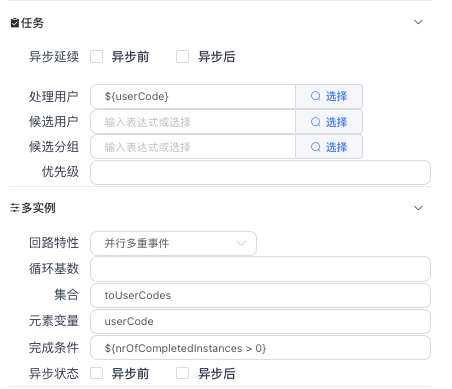 任务
异步延续 异步前 异步后
处理用户 ${userCode} 选择
候选用户 输入表达式或选择 选择
候选分组 输入表达式或选择 选择
优先级
多实例
回路特性 并行多重事件
循环基数
集合 toUserCodes
元素变量 userCode
完成条件 ${nrOfCompletedInstances > 0}
异步状态 异步前 异步后